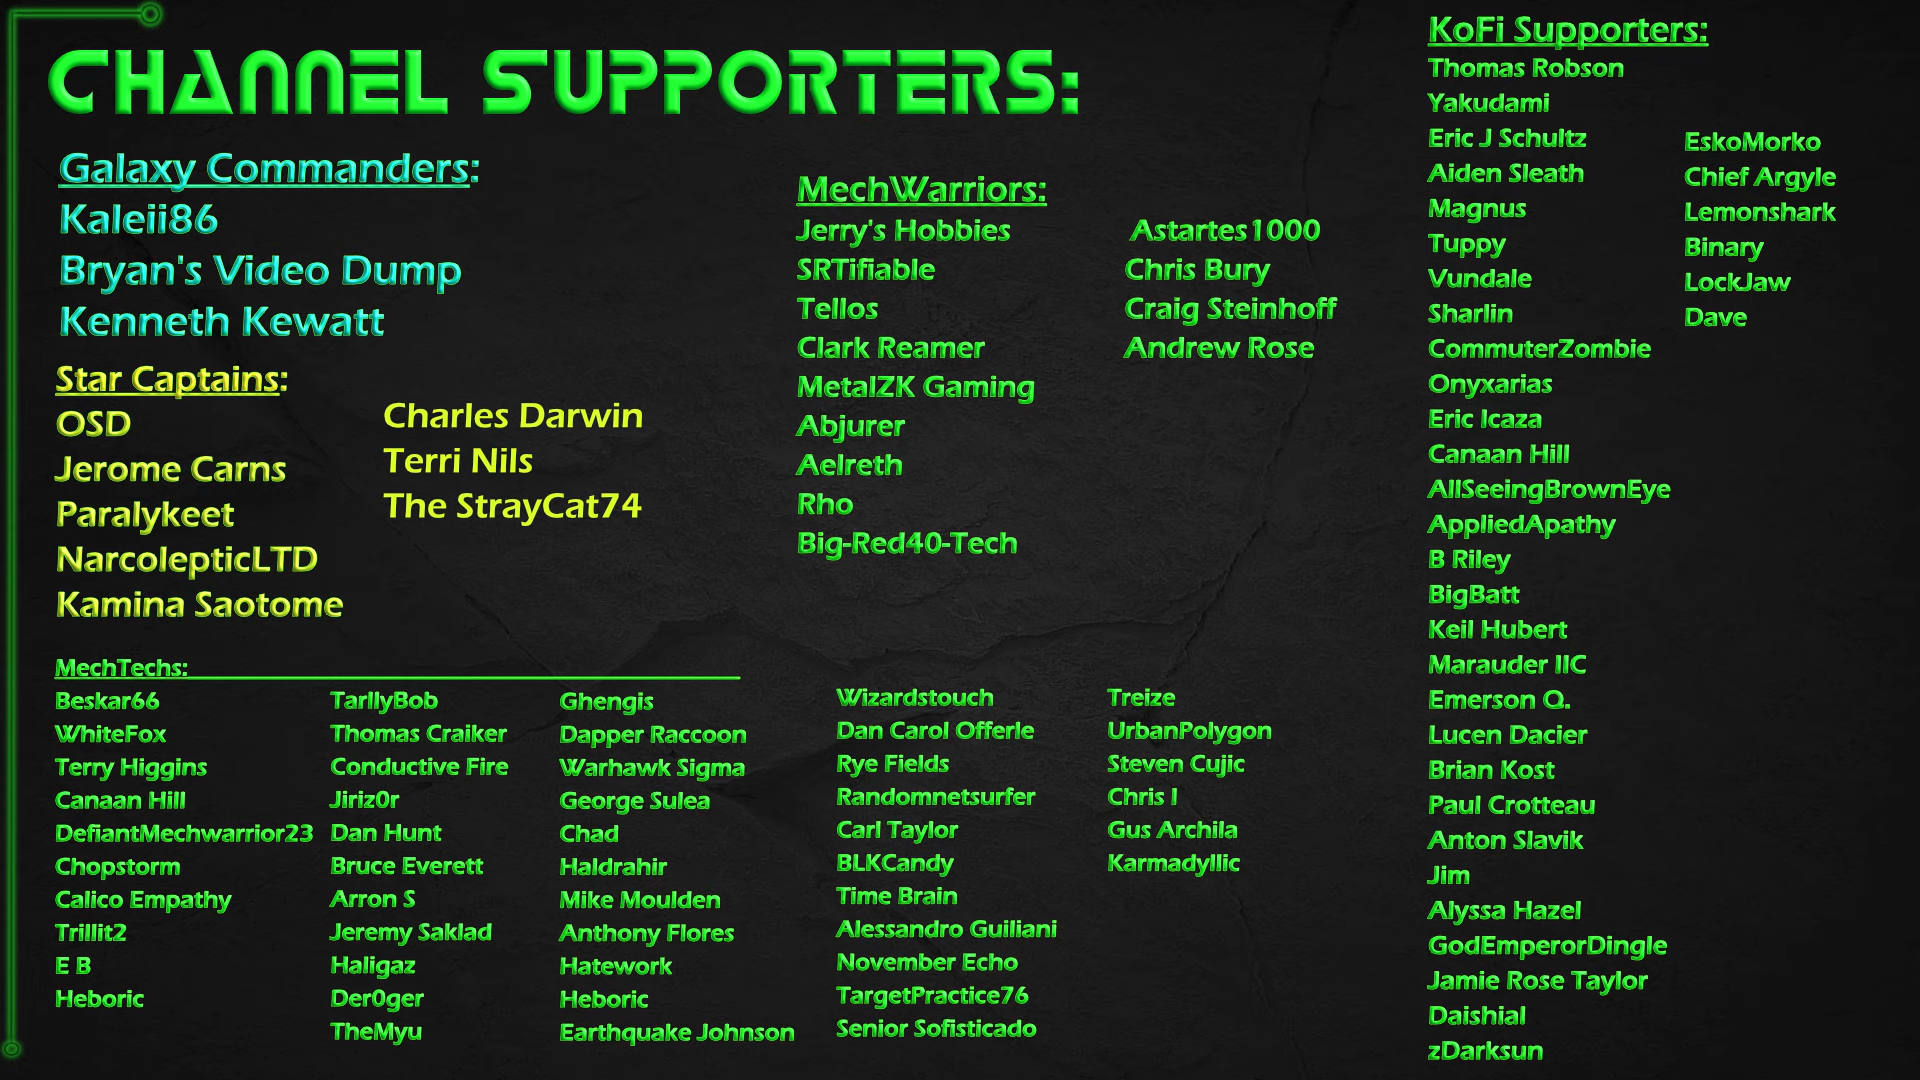 CHANNEL SUPPORTERS:
Galaxy Commanders:
Kaleii86
Bryan's Video Dump
Kenneth Kewatt
Star Captains:
OSD
Jerome Carns
Paralykeet
NarcolepticLTD
Kamina Saotome
Charles Darwin
Terri Nils
The StrayCat74
MechWarriors:
Jerry's Hobbies
SRTifiable
Tellos
Clark Reamer
MetalZK Gaming
Abjurer
Aelreth
Rho
Big-Red40-Tech
Astartes1000
Chris Bury
Craig Steinhoff
Andrew Rose
MechTechs:
Beskar66
WhiteFox
Terry Higgins
Canaan Hill
DefiantMechwarrior23
Chopstorm
Calico Empathy
Trillit2
E B
Heboric
TarllyBob
Thomas Craiker
Conductive Fire
Jiriz0r
Dan Hunt
Bruce Everett
Arron S
Jeremy Saklad
Haligaz
Der0ger
TheMyu
Ghengis
Dapper Raccoon
Warhawk Sigma
George Sulea
Chad
Haldrahir
Mike Moulden
Anthony Flores
Hatework
Heboric
Earthquake Johnson
Wizardstouch
Dan Carol Offerle
Rye Fields
Randomnetsurfer
Carl Taylor
BLKCandy
Time Brain
Alessandro Guiliani
November Echo
TargetPractice76
Senior Sofisticado
Treize
UrbanPolygon
Steven Cujic
Chris I
Gus Archila
Karmadyllic
KoFi Supporters:
Thomas Robson
Yakudami
Eric J Schultz
Aiden Sleath
Magnus
Tuppy
Vundale
Sharlin
CommuterZombie
Onyxarias
Eric Icaza
Canaan Hill
AllSeeingBrownEye
AppliedApathy
B Riley
BigBatt
Keil Hubert
Marauder IIC
Emerson Q.
Lucen Dacier
Brian Kost
Paul Crotteau
Anton Slavik
Jim
Alyssa Hazel
GodEmperorDingle
Jamie Rose Taylor
Daishial
zDarksun
EskoMorko
Chief Argyle
Lemonshark
Binary
LockJaw
Dave